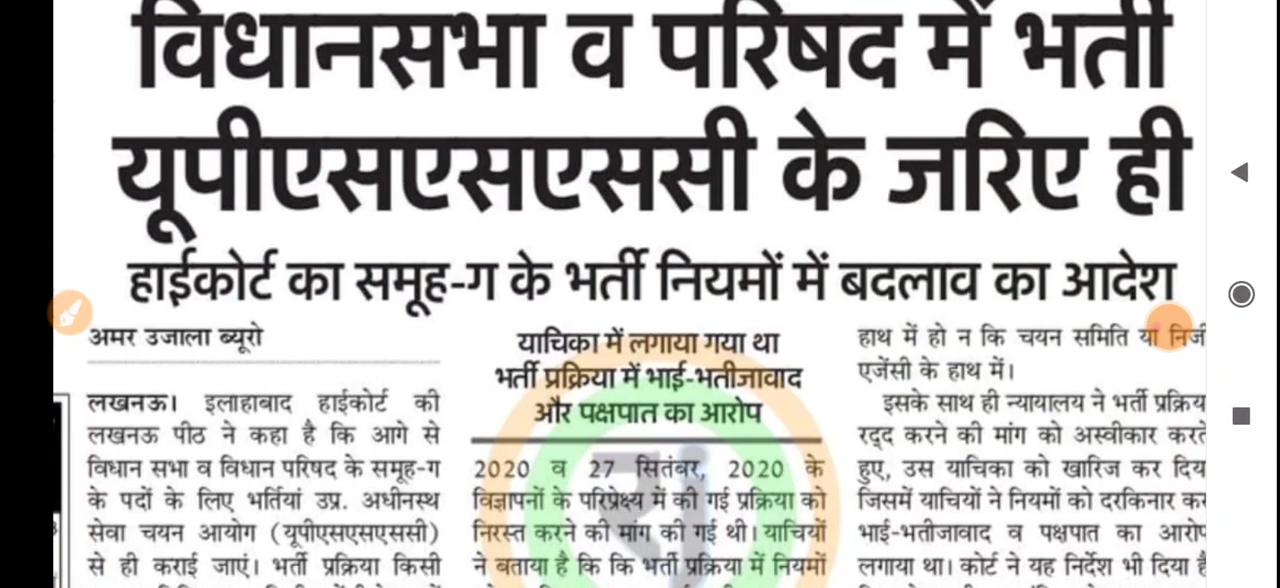 विधानसभा व परिषद में भर्ती
यूपीएसएसएससी के जरिए ही
हाईकोर्ट का समूह-ग के भर्ती नियमों में बदलाव का आदेश
अमर उजाला ब्यूरो
लखनऊ। इलाहाबाद हाईकोर्ट की
लखनऊ पीठ ने कहा है कि आगे से
विधान सभा व विधान परिषद के समूह-ग
के पदों के लिए भर्तियां उप्र. अधीनस्थ
सेवा चयन आयोग (यूपीएसएसएससी)
से ही कराई जाएं। भर्ती प्रक्रिया किसी
याचिका में लगाया गया था
भर्ती प्रक्रिया में भाई-भतीजावाद
और पक्षपात का आरोप
2020 व 27 सितंबर, 2020 के
विज्ञापनों के परिप्रेक्ष्य में की गई प्रक्रिया को
निरस्त करने की मांग की गई थी। याचियों
ने बताया है कि कि भर्ती प्रक्रिया में नियमों
हाथ में हो न कि चयन समिति या निजी
एजेंसी के हाथ में।
इसके साथ ही न्यायालय ने भर्ती प्रक्रिय
रद्द करने की मांग को अस्वीकार करते
हुए, उस याचिका को खारिज कर दिय
जिसमें याचियों ने नियमों को दरकिनार कर
भाई-भतीजावाद व पक्षपात का आरोप
लगाया था। कोर्ट ने यह निर्देश भी दिया है